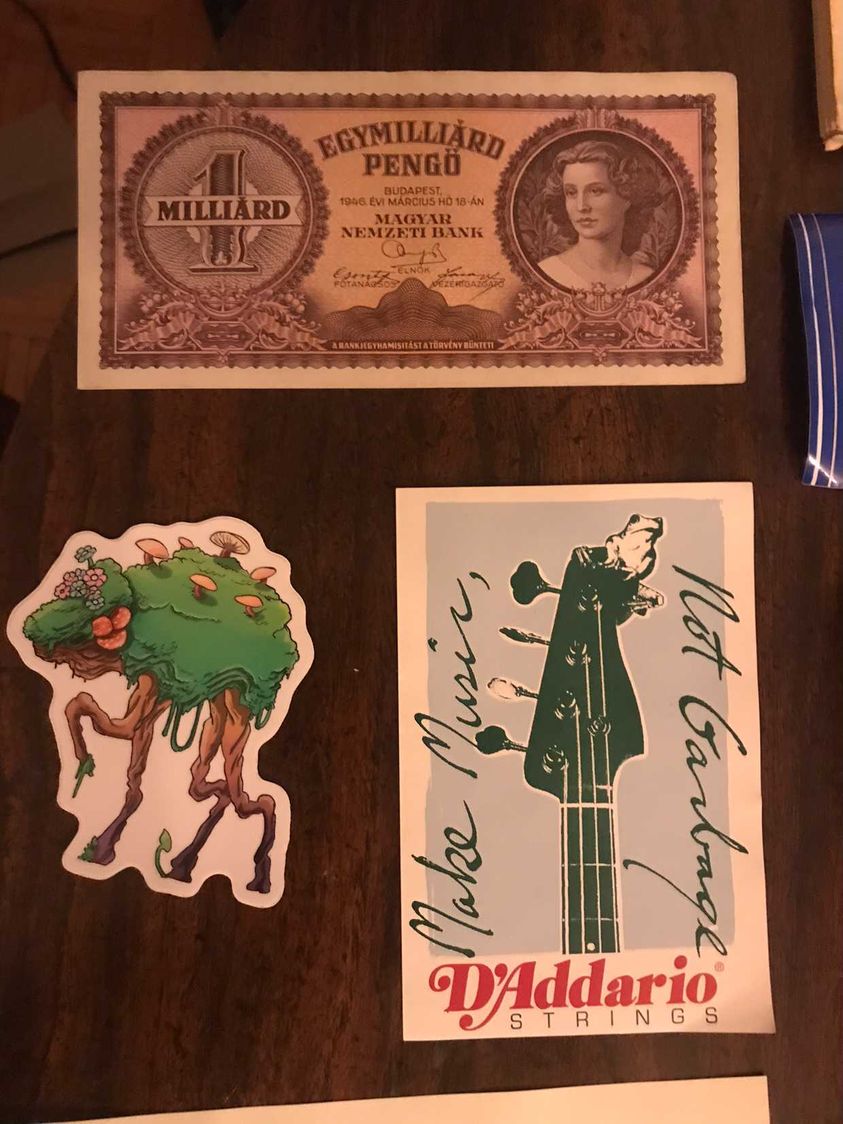 EGYMILLIÁRD
PENGŐ
BUDAPEST,
1946. ÉVI MÁRCIUS HÓ 18-ÁN
MAGYAR
NEMZETI BANK
ELNÖK
FŐTANÁCSOS VEZÉRIGAZGATÓ
1
MILLIÁRD
A BANKJEGYHAMISÍTÁST A TÖRVÉNY BÜNTETI
Make Music,
Not Garbage
D'Addario®
STRINGS